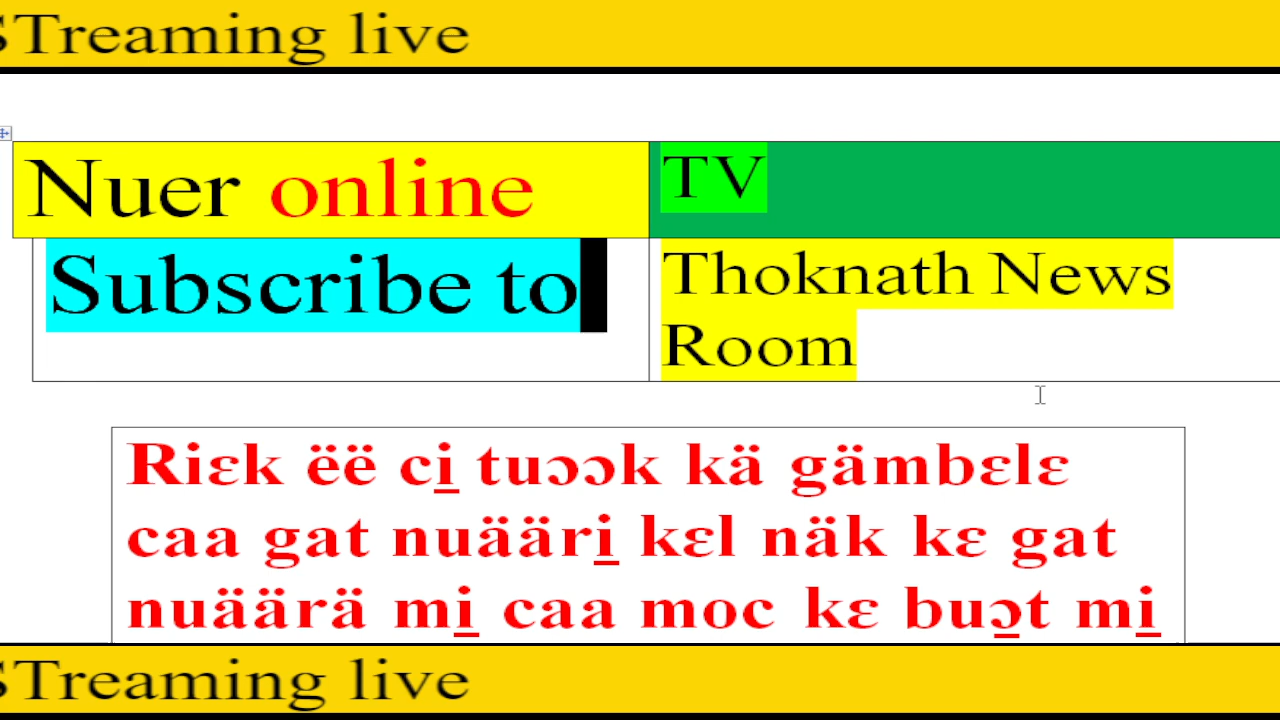 STreaming live
Nuer online
TV
Subscribe to
Thoknath News
Room
Riɛk ëë ci̱ tuɔɔk kä gämbɛlɛ
caa gat nuääri̱ kɛl näk kɛ gat
nuäärä mi̱ caa moc kɛ buɔ̱t mi̱
STreaming live